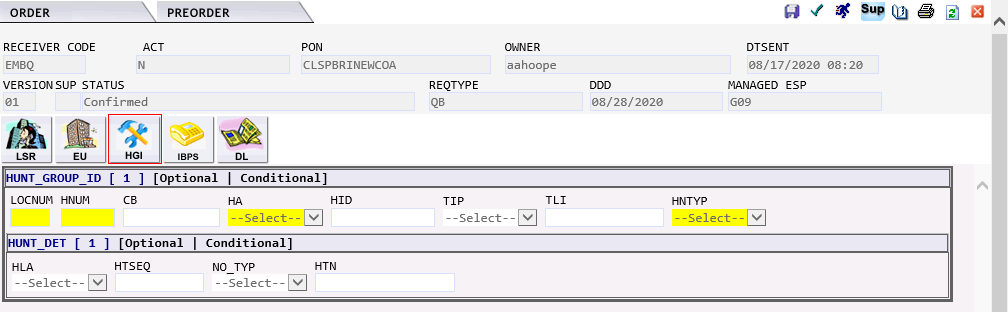 ORDER PREORDER Sup
RECEIVER CODE ACT PON OWNER DTSENT
EMBQ N CLSPBRINEWCOA aahoope 08/17/2020 08:20
VERSION SUP STATUS REQTYPE DDD MANAGED ESP
01 Confirmed QB 08/28/2020 G09
LSR EU HGI IBPS DL
HUNT_GROUP_ID [ 1 ] [Optional | Conditional]
LOCNUM HNUM CB HA HID TIP TLI HNTYP
--Select-- --Select-- --Select--
HUNT_DET [ 1 ] [Optional | Conditional]
HLA HTSEQ NO_TYP HTN
--Select-- --Select--